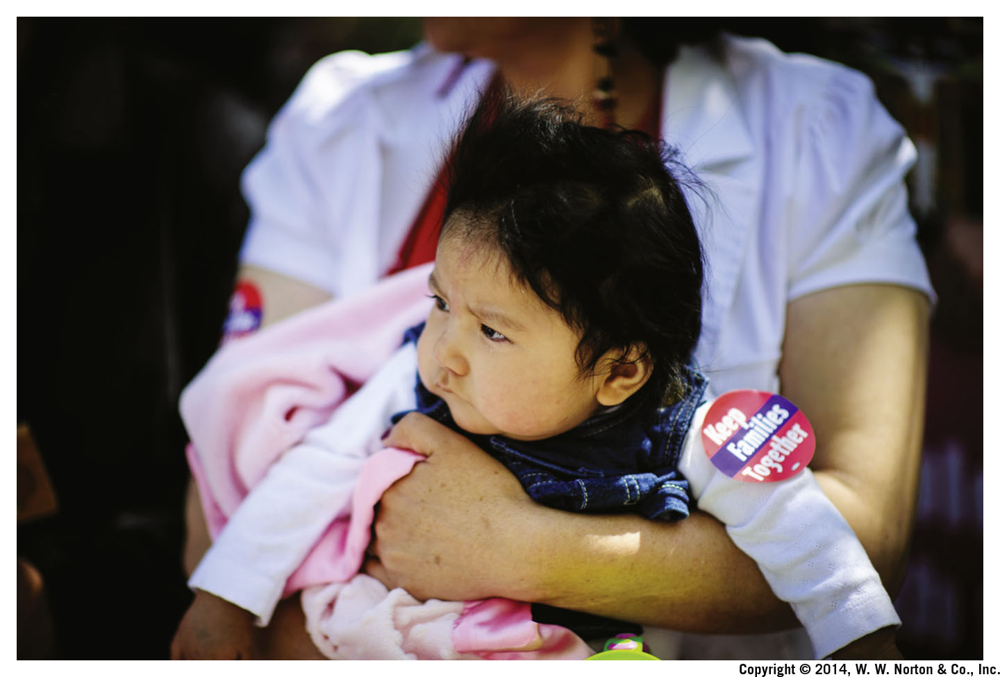 Keep
Families
Together
Copyright © 2014, W. W. Norton & Co., Inc.